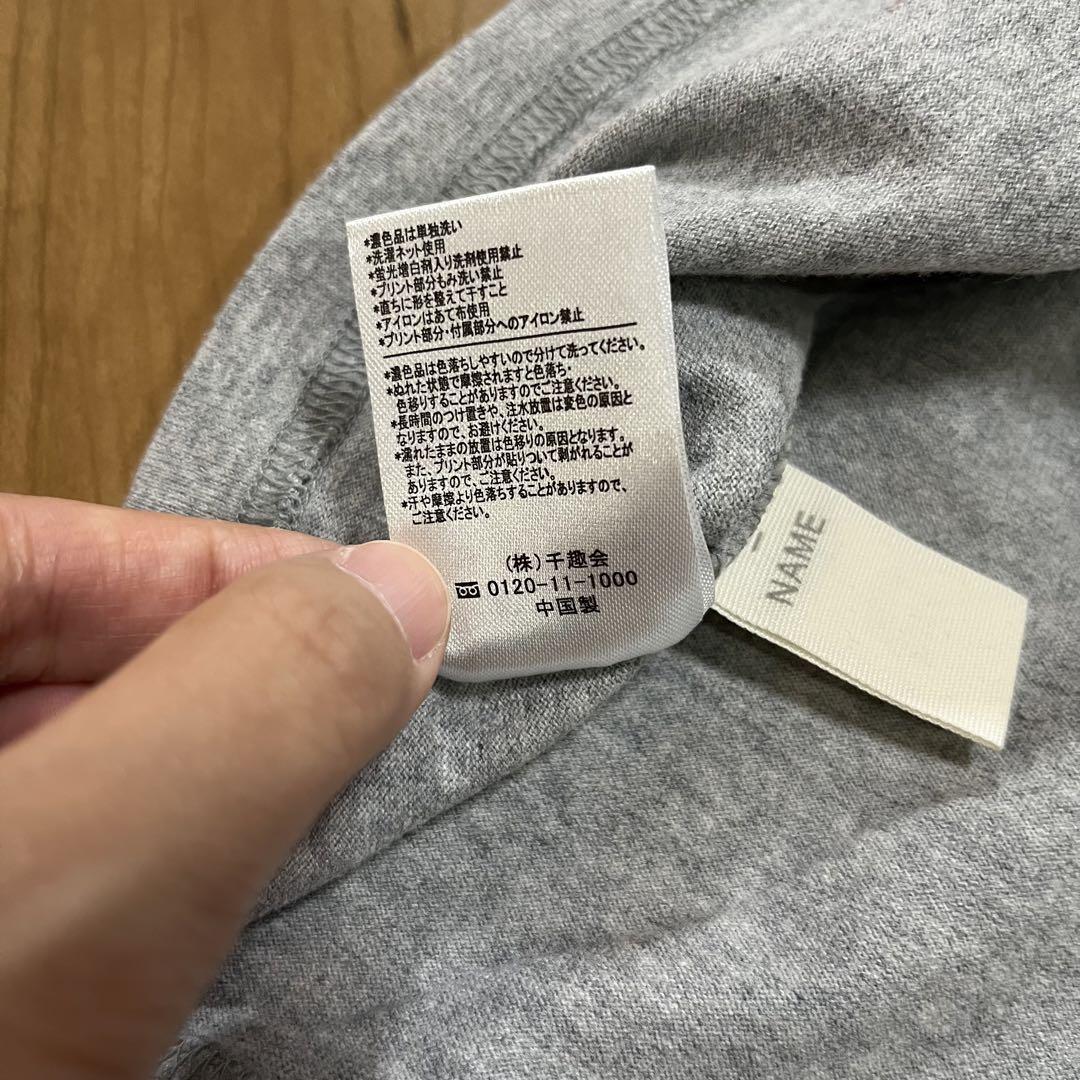 *濃色品は単独洗い
*洗濯ネット使用
*蛍光増白剤入り洗剤使用禁止
*プリント部分もみ洗い禁止
*直ちに形を整えて干すこと
*アイロンはあて布使用
*プリント部分・付属部分へのアイロン禁止
*濃色品は色落ちしやすいので分けて洗ってください。
*ぬれた状態で摩擦されますと色落ち・
色移りすることがありますのでご注意ください。
*長時間のつけ置きや、注水放置は変色の原因と
なりますので、お避けください。
*濡れたままの放置は色移りの原因となります。
また、プリント部分が貼りついて剥がれることが
ありますので、ご注意ください。
*汗や摩擦より色落ちすることがありますので、
ご注意ください。
(株)千趣会
0120-11-1000
中国製
NAME